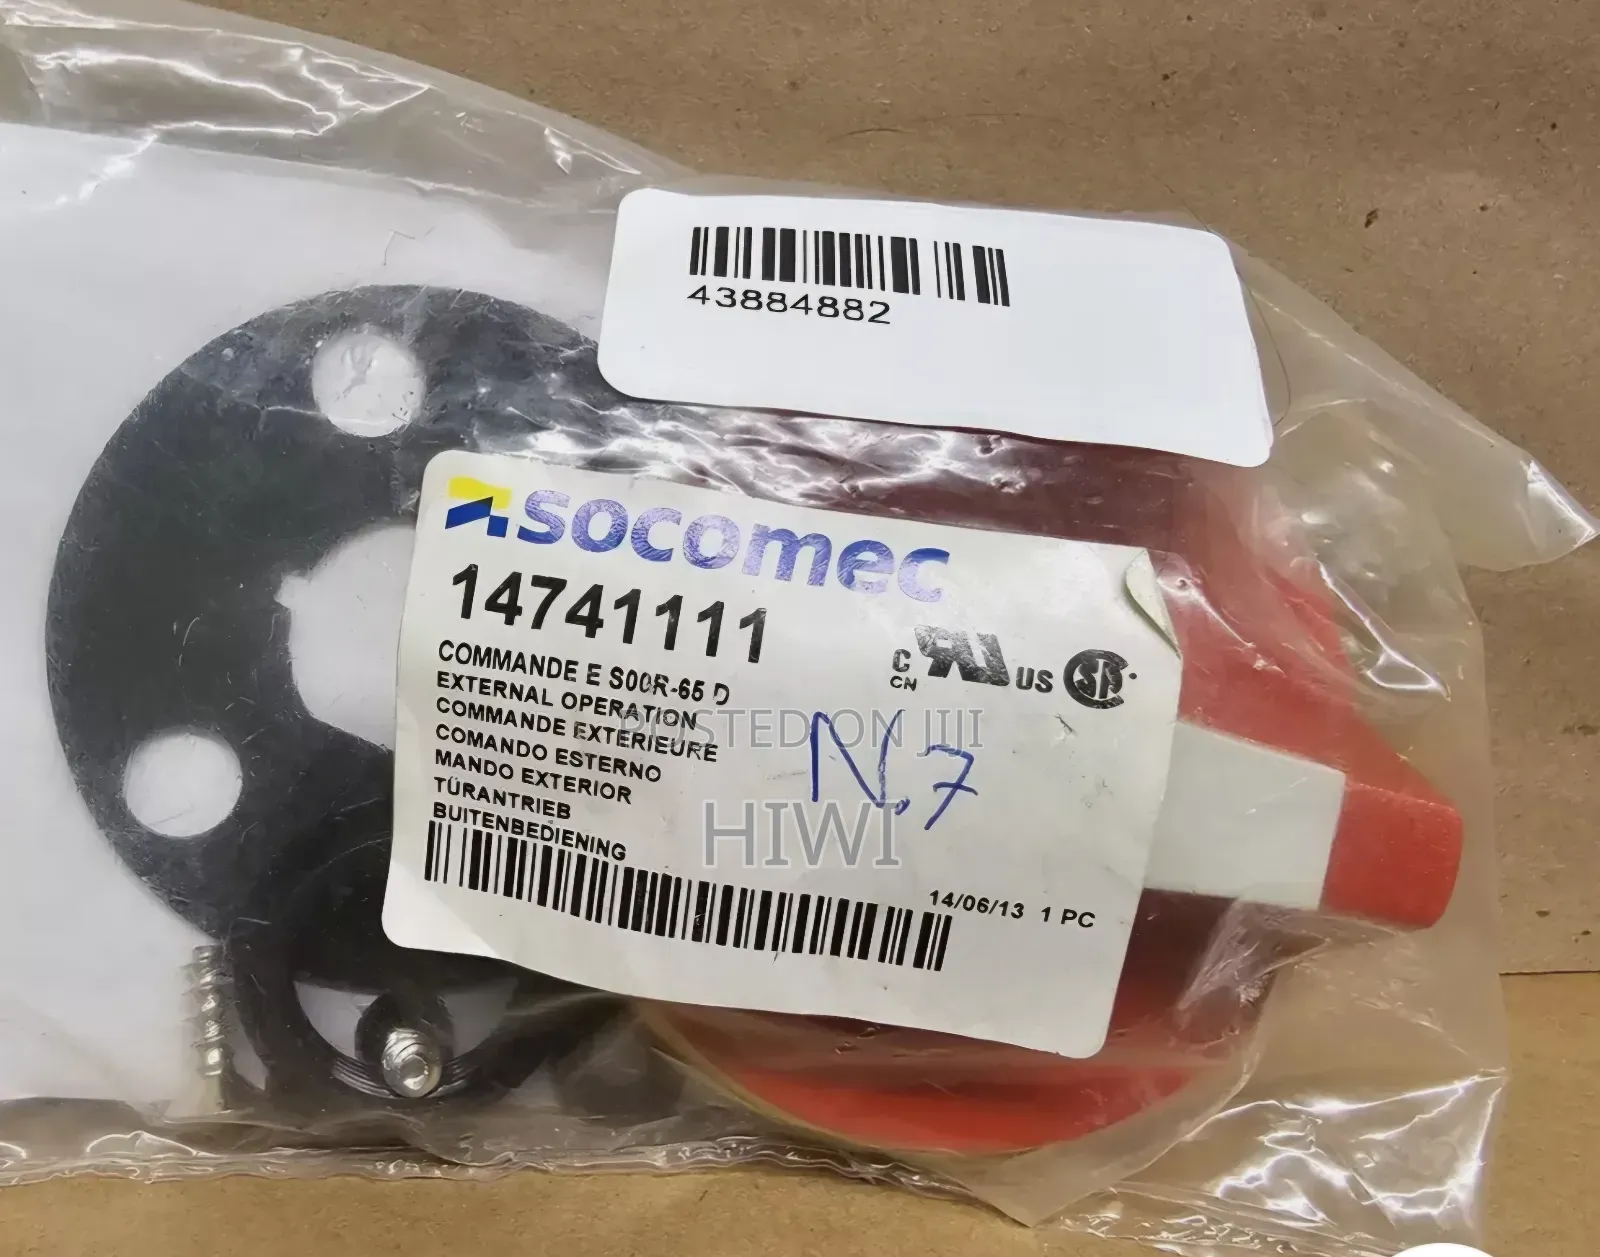 43884882
socomec
14741111
COMMANDE E S00R-65 D
EXTERNAL OPERATION
COMMANDE EXTERIEURE
COMANDO ESTERNO
MANDO EXTERIOR
TÜRANTRIEB
BUITENBEDIENING
C
CN
US
N.7
14/06/13 1 PC
POSTED ON JIJI
HIWI